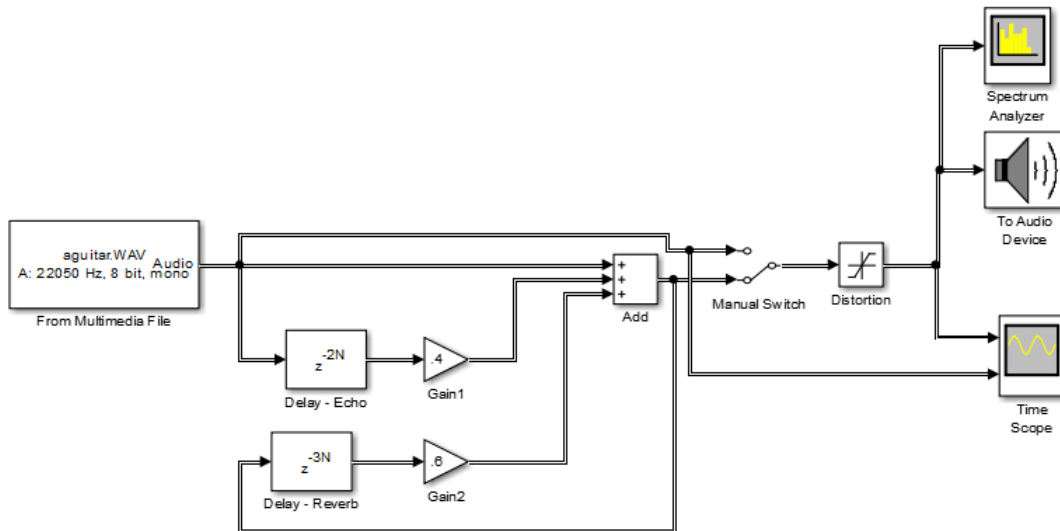 Spectrum
Analyzer
To Audio
Device
aguitar.WAV
Audio
A: 22050 Hz, 8 bit, mono
From Multimedia File
+
+
+
Add
Manual Switch
Distortion
z-2N
Delay - Echo
.4
Gain1
Time
Scope
z-3N
Delay - Reverb
.6
Gain2